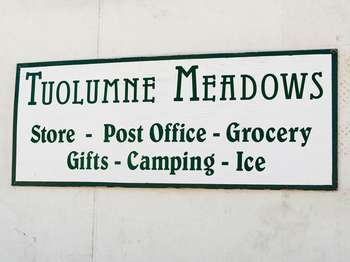 Tuolumne Meadows
Store - Post Office - Grocery
Gifts - Camping - Ice